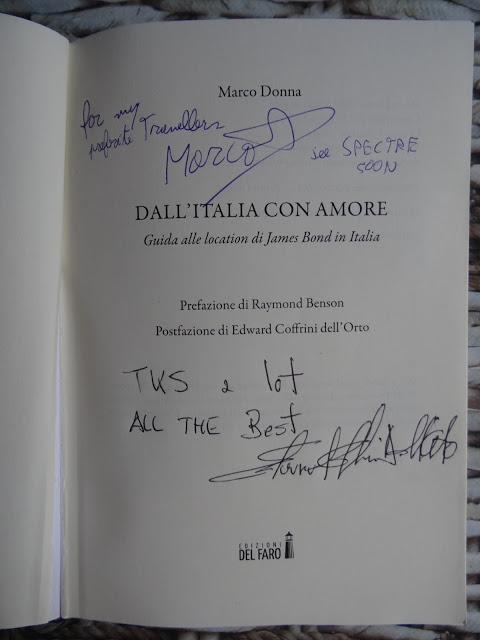 Marco Donna
for my
prefosite Travellers
Marco
see SPECTRE
SOON
DALL'ITALIA CON AMORE
Guida alle location di James Bond in Italia
Prefazione di Raymond Benson
Postfazione di Edward Coffrini dell'Orto
TKS a lot
ALL THE BEST
EDIZIONI
DEL FARO